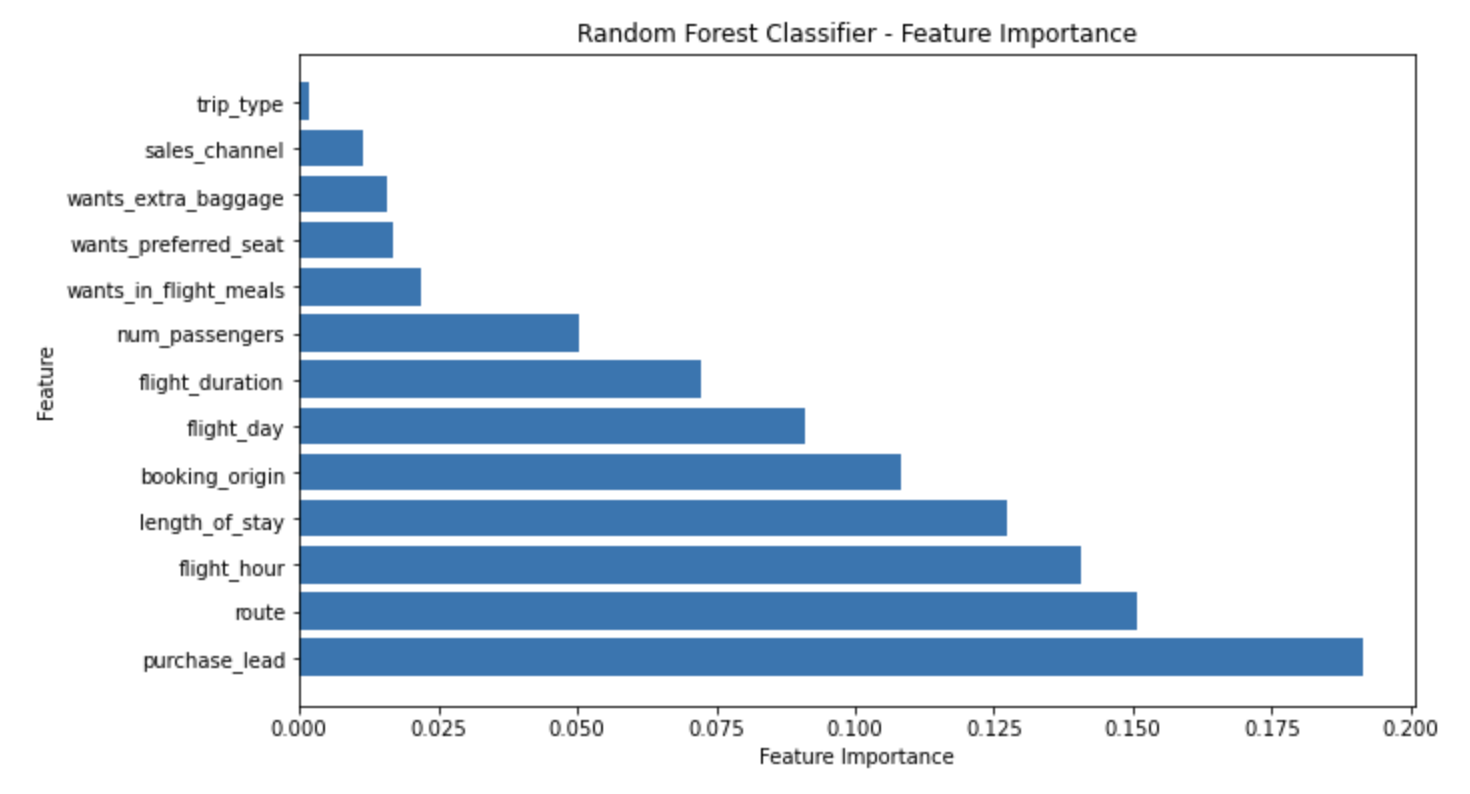 Random Forest Classifier - Feature Importance
trip_type
sales_channel
wants_extra_baggage
wants_preferred_seat
wants_in_flight_meals
num_passengers
flight_duration
flight_day
booking_origin
length_of_stay
flight_hour
route
purchase_lead
Feature
0.000 0.025 0.050 0.075 0.100 0.125 0.150 0.175 0.200
Feature Importance